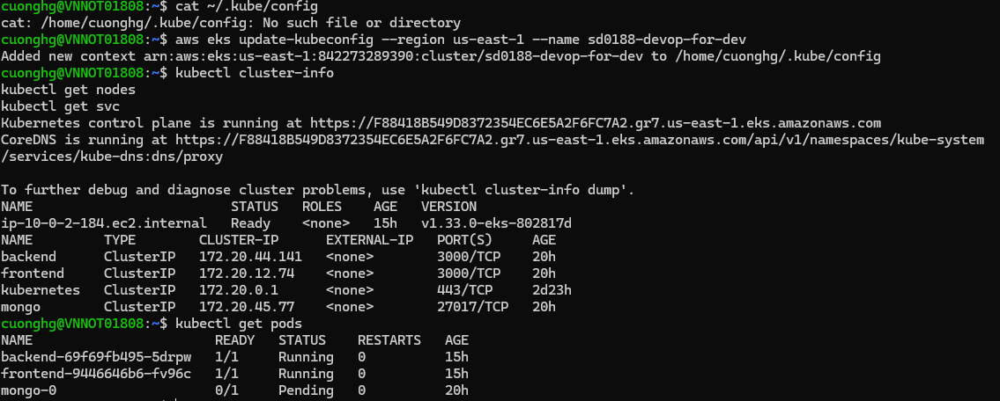 cuonghg@VNNOT01808:~$ cat ~/.kube/config
cat: /home/cuonghg/.kube/config: No such file or directory
cuonghg@VNNOT01808:~$ aws eks update-kubeconfig --region us-east-1 --name sd0188-devop-for-dev
Added new context arn:aws:eks:us-east-1:842273289390:cluster/sd0188-devop-for-dev to /home/cuonghg/.kube/config
cuonghg@VNNOT01808:~$ kubectl cluster-info
kubectl get nodes
kubectl get svc
Kubernetes control plane is running at https://F88418B549D8372354EC6E5A2F6FC7A2.gr7.us-east-1.eks.amazonaws.com
CoreDNS is running at https://F88418B549D8372354EC6E5A2F6FC7A2.gr7.us-east-1.eks.amazonaws.com/api/v1/namespaces/kube-system
/services/kube-dns:dns/proxy

To further debug and diagnose cluster problems, use 'kubectl cluster-info dump'.
NAME                         STATUS   ROLES    AGE   VERSION
ip-10-0-2-184.ec2.internal   Ready    <none>   15h   v1.33.0-eks-802817d
NAME         TYPE        CLUSTER-IP      EXTERNAL-IP   PORT(S)     AGE
backend      ClusterIP   172.20.44.141   <none>        3000/TCP    20h
frontend     ClusterIP   172.20.12.74    <none>        3000/TCP    20h
kubernetes   ClusterIP   172.20.0.1      <none>        443/TCP     2d23h
mongo        ClusterIP   172.20.45.77    <none>        27017/TCP   20h
cuonghg@VNNOT01808:~$ kubectl get pods
NAME                       READY   STATUS    RESTARTS   AGE
backend-69f69fb495-5drpw   1/1     Running   0          15h
frontend-9446646b6-fv96c   1/1     Running   0          15h
mongo-0                    0/1     Pending   0          20h